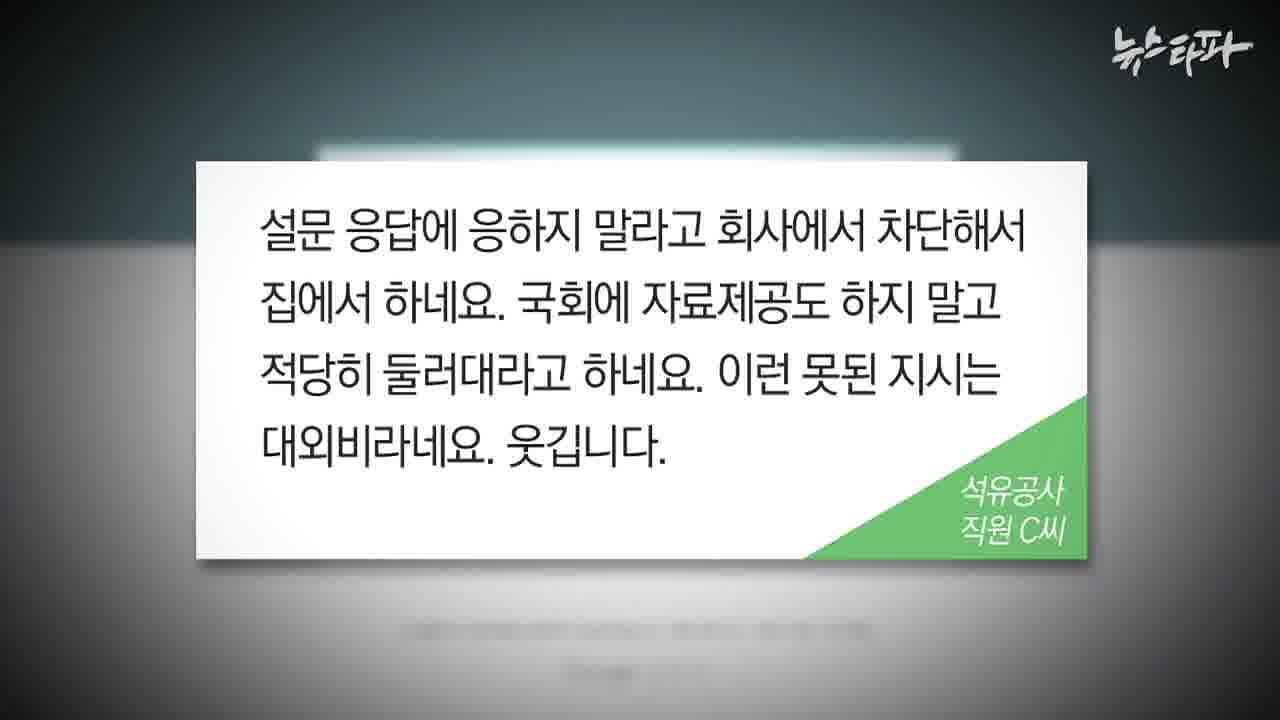 뉴스타파
설문 응답에 응하지 말라고 회사에서 차단해서
집에서 하네요. 국회에 자료제공도 하지 말고
적당히 둘러대라고 하네요. 이런 못된 지시는
대외비라네요. 웃깁니다.
석유공사
직원 C씨